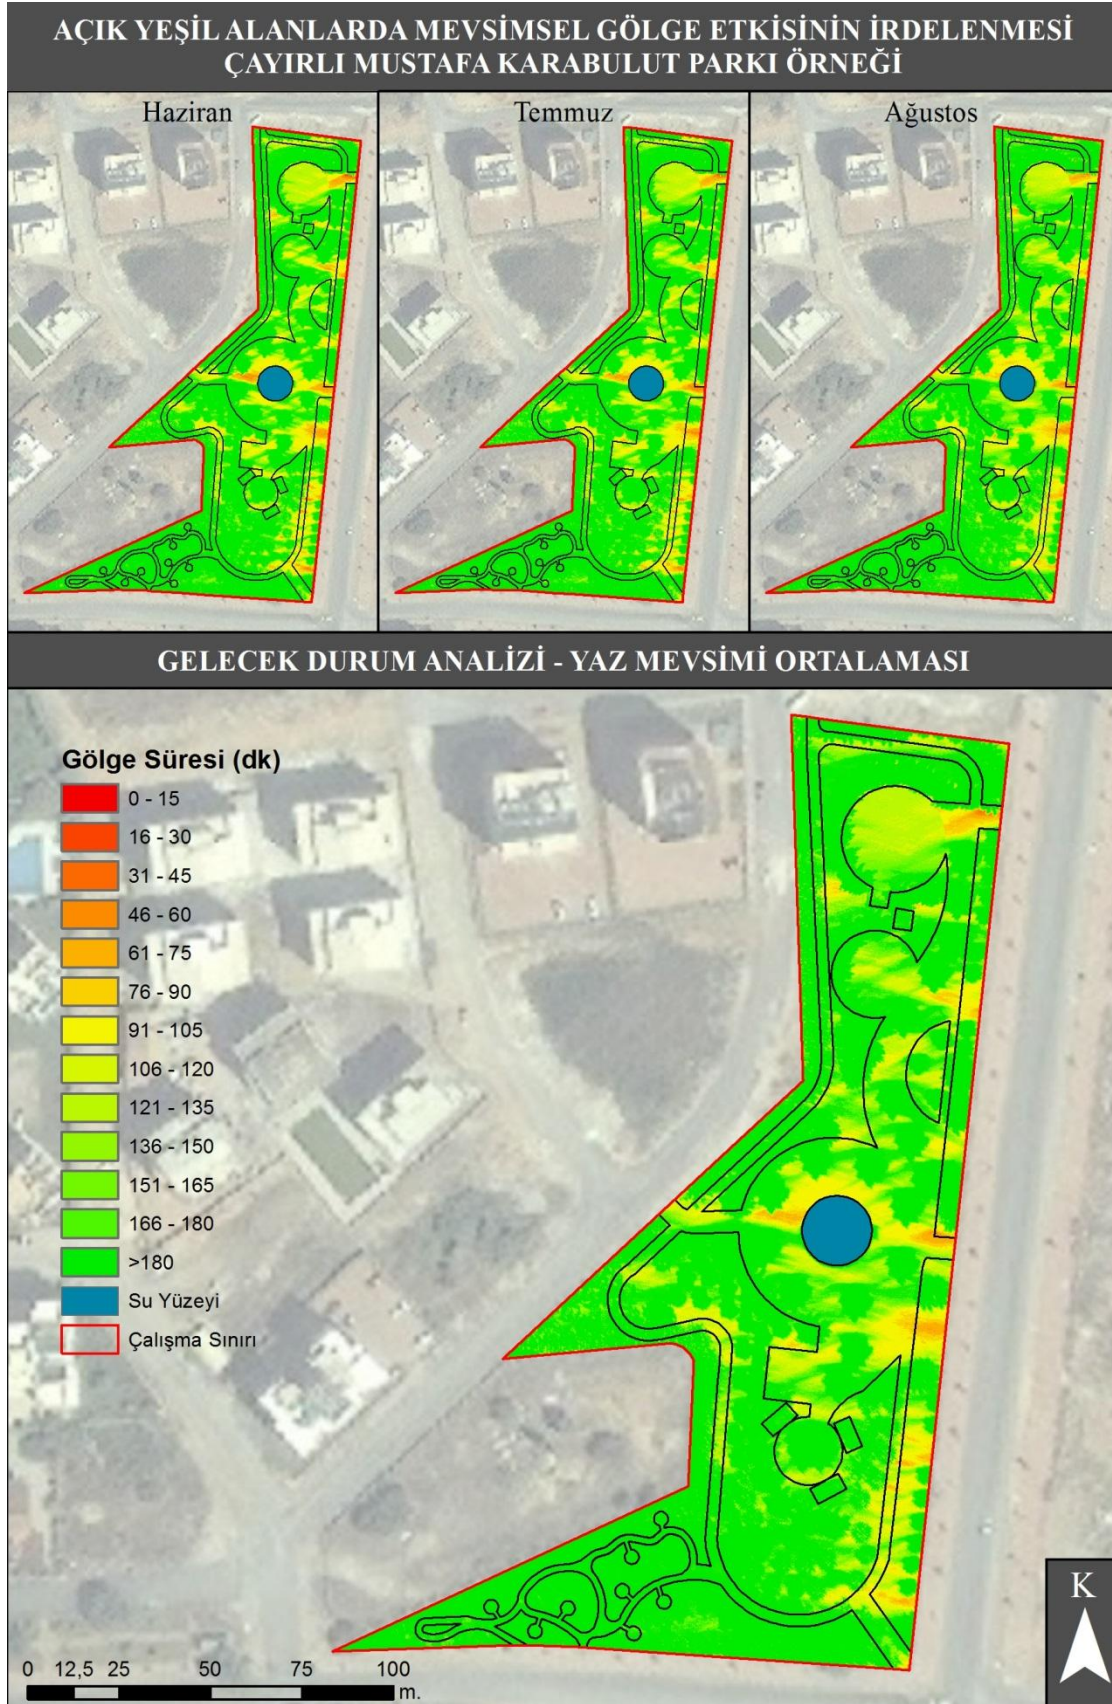 AÇIK YEŞİL ALANLARDA MEVSİMSEL GÖLGE ETKİSİNİN İRDELENMESİ
ÇAYIRLI MUSTAFA KARABULUT PARKI ÖRNEĞİ
Haziran
Temmuz
Ağustos
GELECEK DURUM ANALİZİ - YAZ MEVSİMİ ORTALAMASI
Gölge Süresi (dk)
0 - 15
16 - 30
31 - 45
46 - 60
61 - 75
76 - 90
91 - 105
106 - 120
121 - 135
136 - 150
151 - 165
166 - 180
>180
Su Yüzeyi
Çalışma Sınırı
K
0 12,5 25 50 75 100
m.